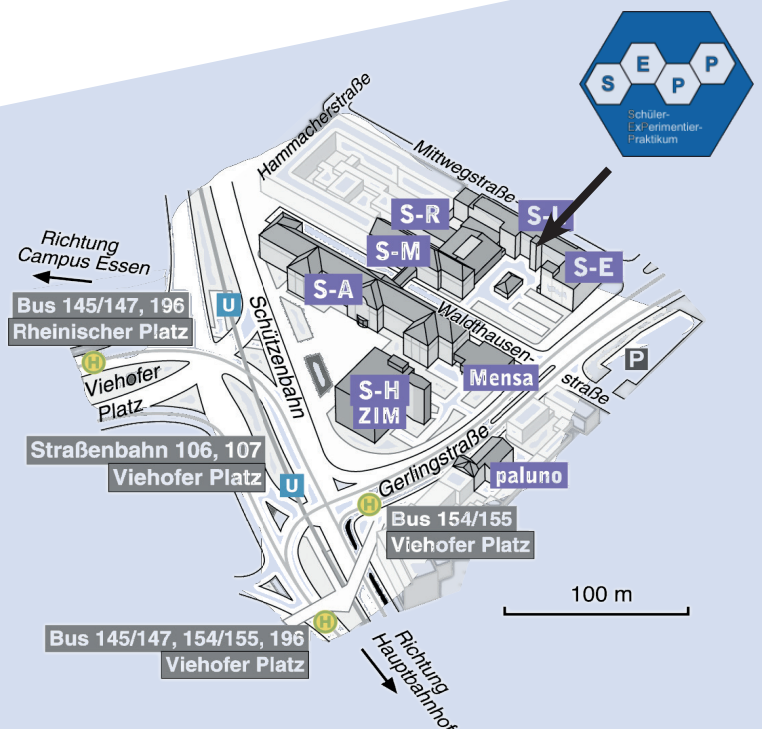 S E P P
Schüler-
ExPerimentier-
Praktikum
Hammacherstraße
Mittwegstraße
S-R
S-M
S-E
S-A
Richtung
Campus Essen
Bus 145/147, 196
Rheinischer Platz
U
H
Viehofer
Platz
Schützenbahn
Waldthausen-
straße
P
Mensa
S-H
ZIM
Straßenbahn 106, 107
Viehofer Platz
U
Gerlingstraße
paluno
H
Bus 154/155
Viehofer Platz
100 m
H
Bus 145/147, 154/155, 196
Viehofer Platz
Richtung
Hauptbahnhof